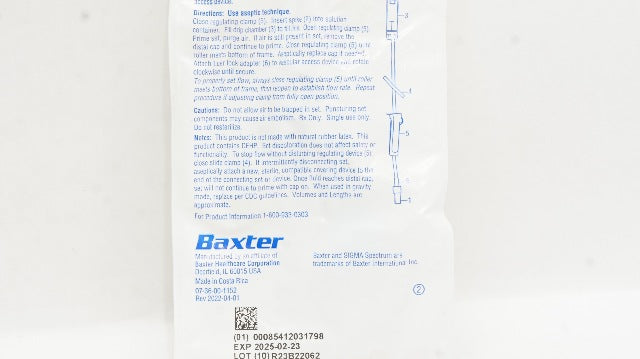 access device.
Directions: Use aseptic technique.
Close regulating clamp (5). Insert spike (2) into solution
container. Fill drip chamber (3) to fill line. Open regulating clamp (5).
Prime set, purge air. If air is still present in set, remove the
distal cap and continue to prime. Close regulating clamp (5) until
roller meets bottom of frame. Aseptically replace cap if needed.
Attach luer lock adapter (6) to vascular access device and rotate
clockwise until secure.
To properly set flow, always close regulating clamp (5) until roller
meets bottom of frame, then reopen to establish flow rate. Repeat
procedure if adjusting clamp from fully open position.
Cautions: Do not allow air to be trapped in set. Puncturing set
components may cause air embolism. Rx Only. Single use only.
Do not resterilize.
Notes: This product is not made with natural rubber latex. This
product contains DEHP. Set discoloration does not affect safety or
functionality. To stop flow without disturbing regulating device (5),
close slide clamp (4). If intermittently disconnecting set,
aseptically attach a new, sterile, compatible covering device to the
end of the connecting set or device. Once fluid reaches distal cap,
set will not continue to prime with cap on. When used in gravity
mode, replace per CDC guidelines. Volumes and Lengths are
approximate.
For Product Information 1-800-933-0303
3
4
5
6
1
Baxter
Manufactured by an affiliate of
Baxter Healthcare Corporation
Deerfield, IL 60015 USA
Made in Costa Rica
07-36-00-1152
Rev 2022-04-01
Baxter and SIGMA Spectrum are
trademarks of Baxter International Inc.
2
(01) 00085412031798
EXP 2025-02-23
LOT (10) R23B22062